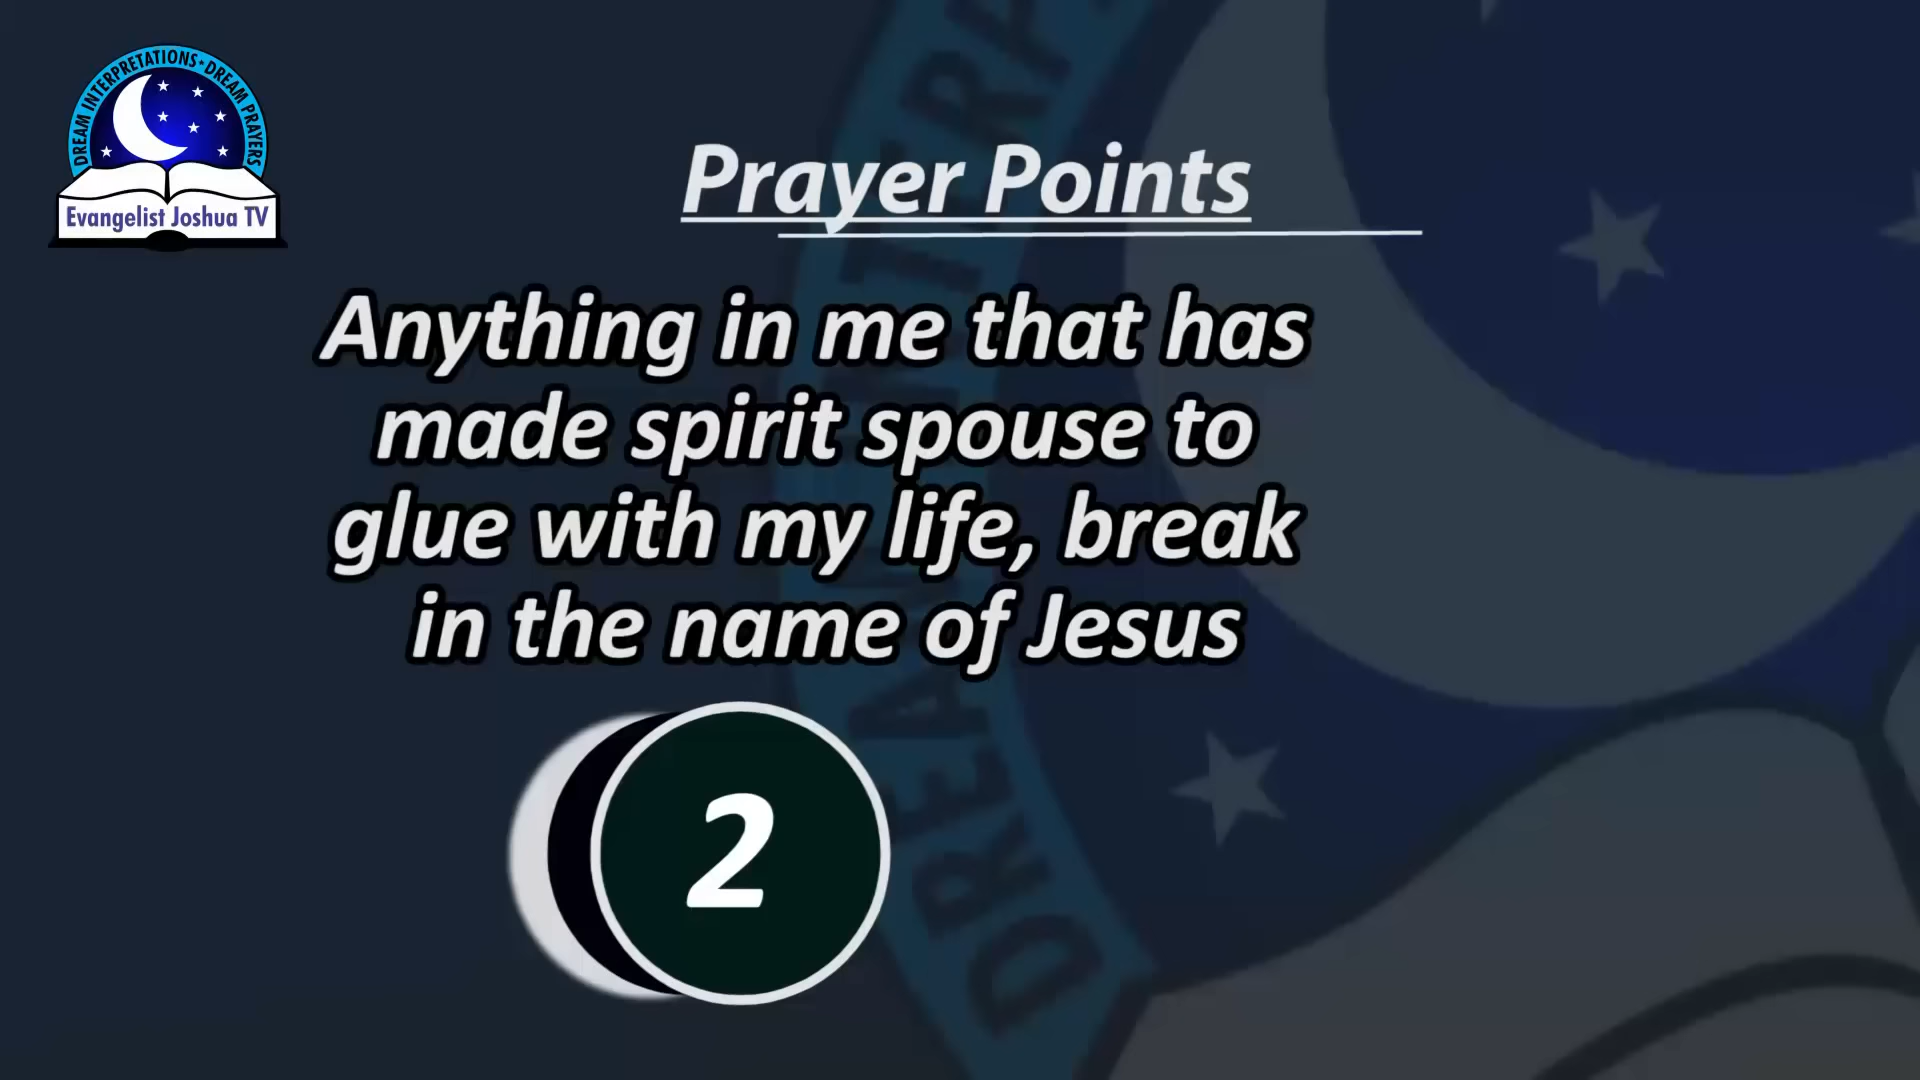 DREAM INTERPRETATIONS • DREAM PRAYERS
Evangelist Joshua TV
Prayer Points
Anything in me that has
made spirit spouse to
glue with my life, break
in the name of Jesus
2